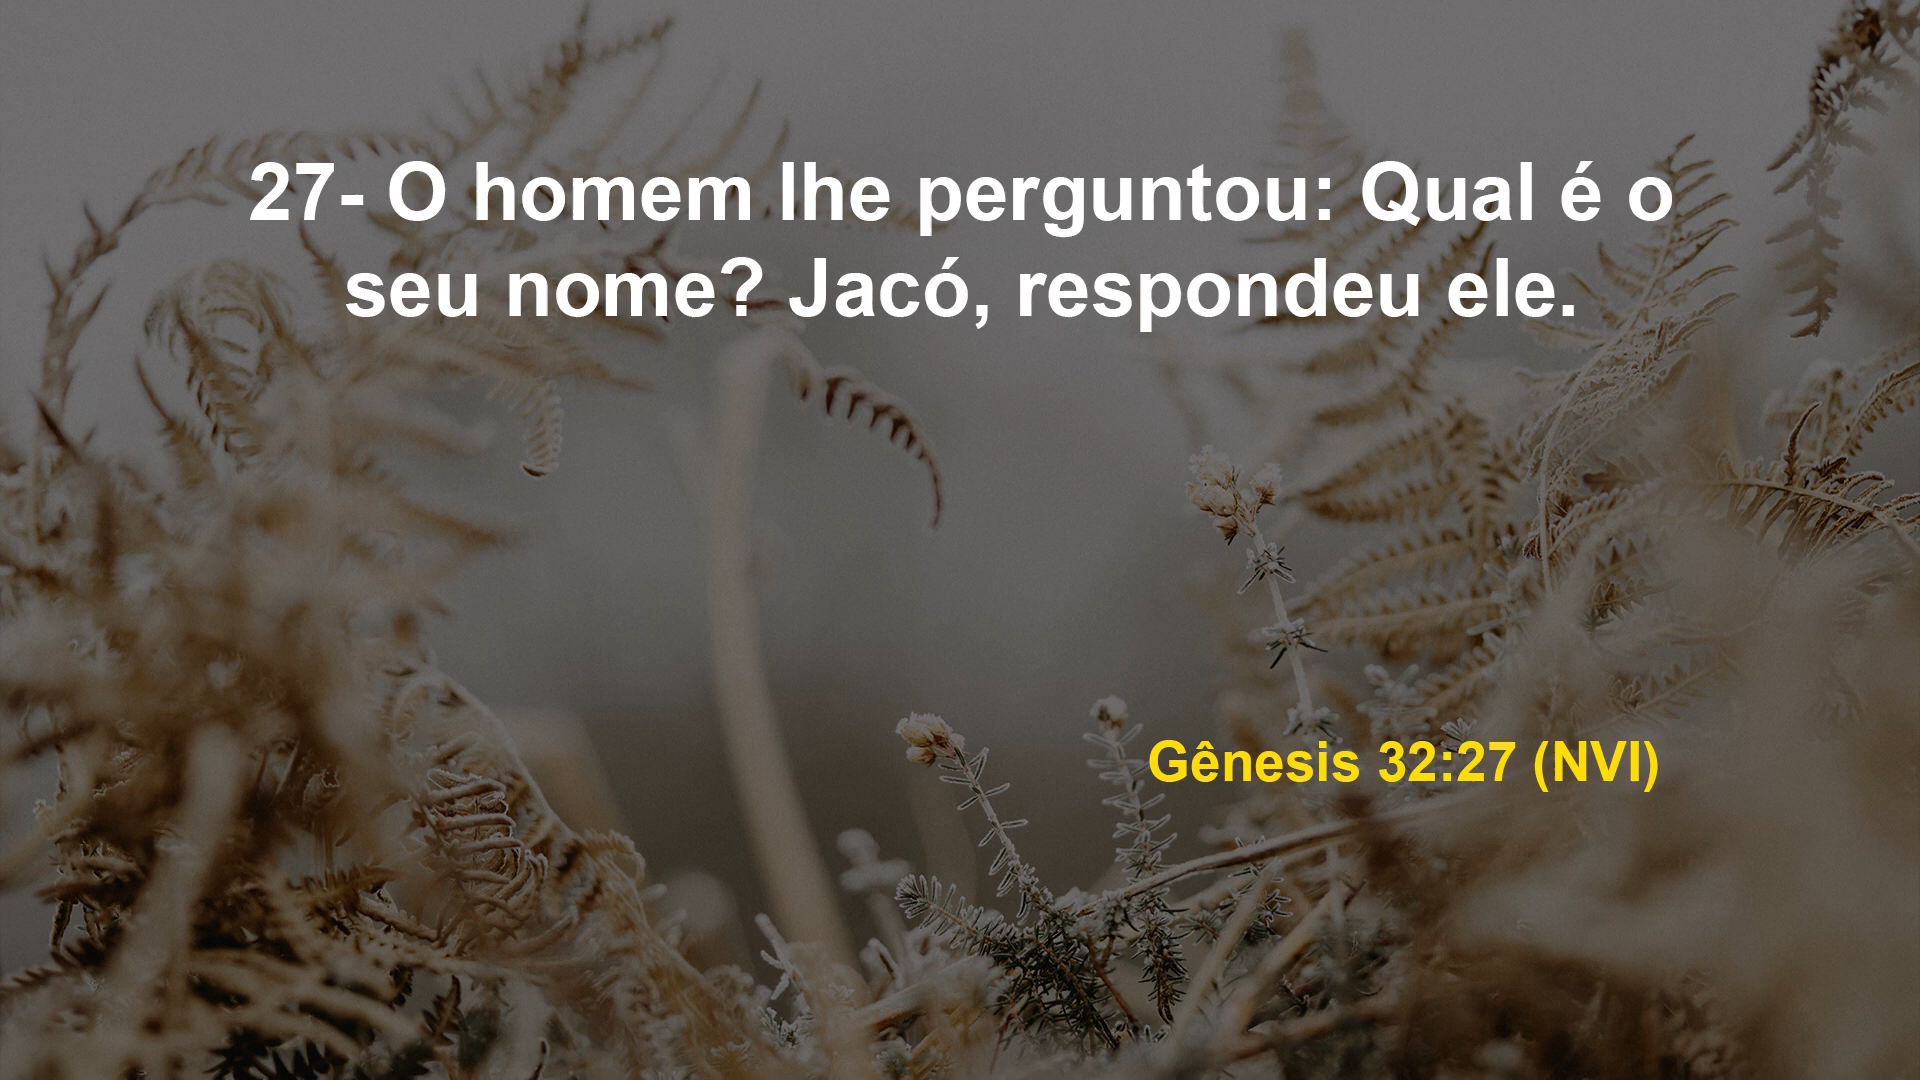 27- O homem lhe perguntou: Qual é o
seu nome? Jacó, respondeu ele.
Gênesis 32:27 (NVI)